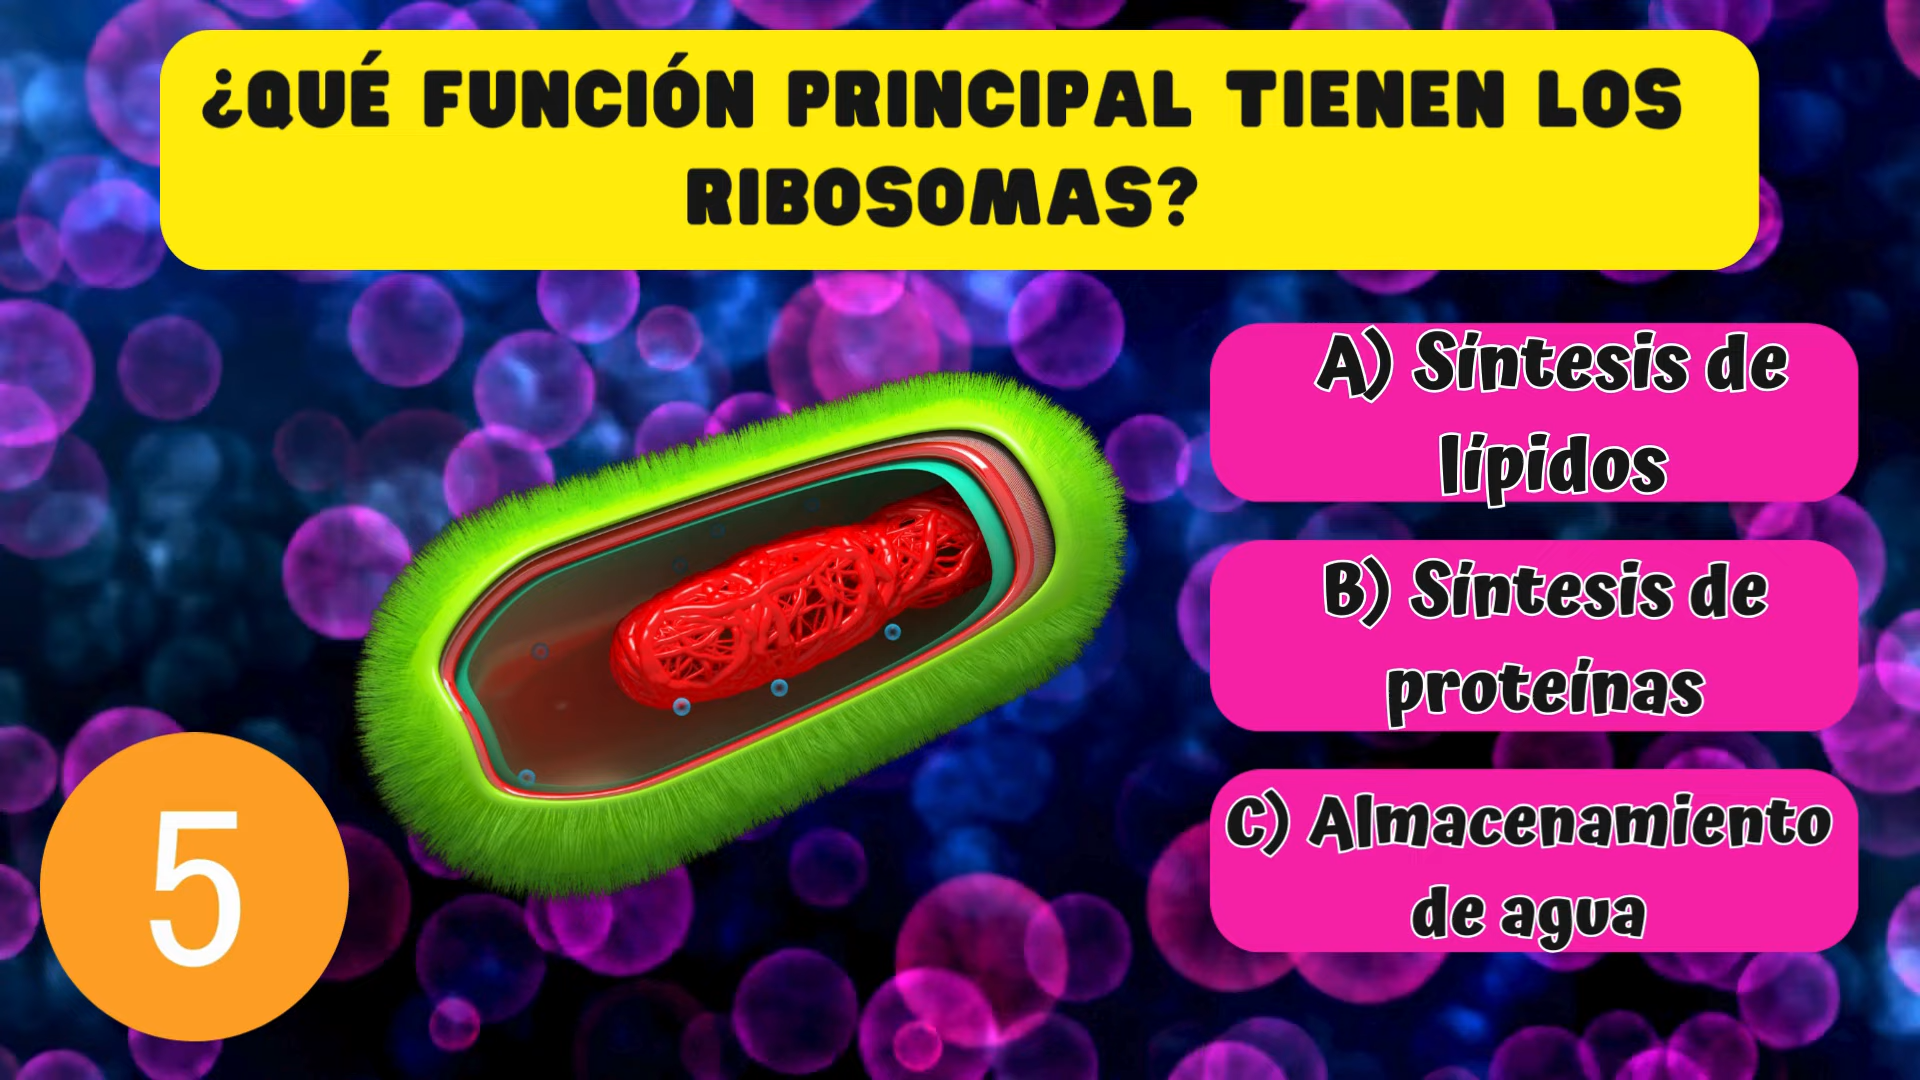 ¿QUÉ FUNCIÓN PRINCIPAL TIENEN LOS
RIBOSOMAS?
A) Síntesis de
lípidos
B) Síntesis de
proteínas
C) Almacenamiento
de agua
5